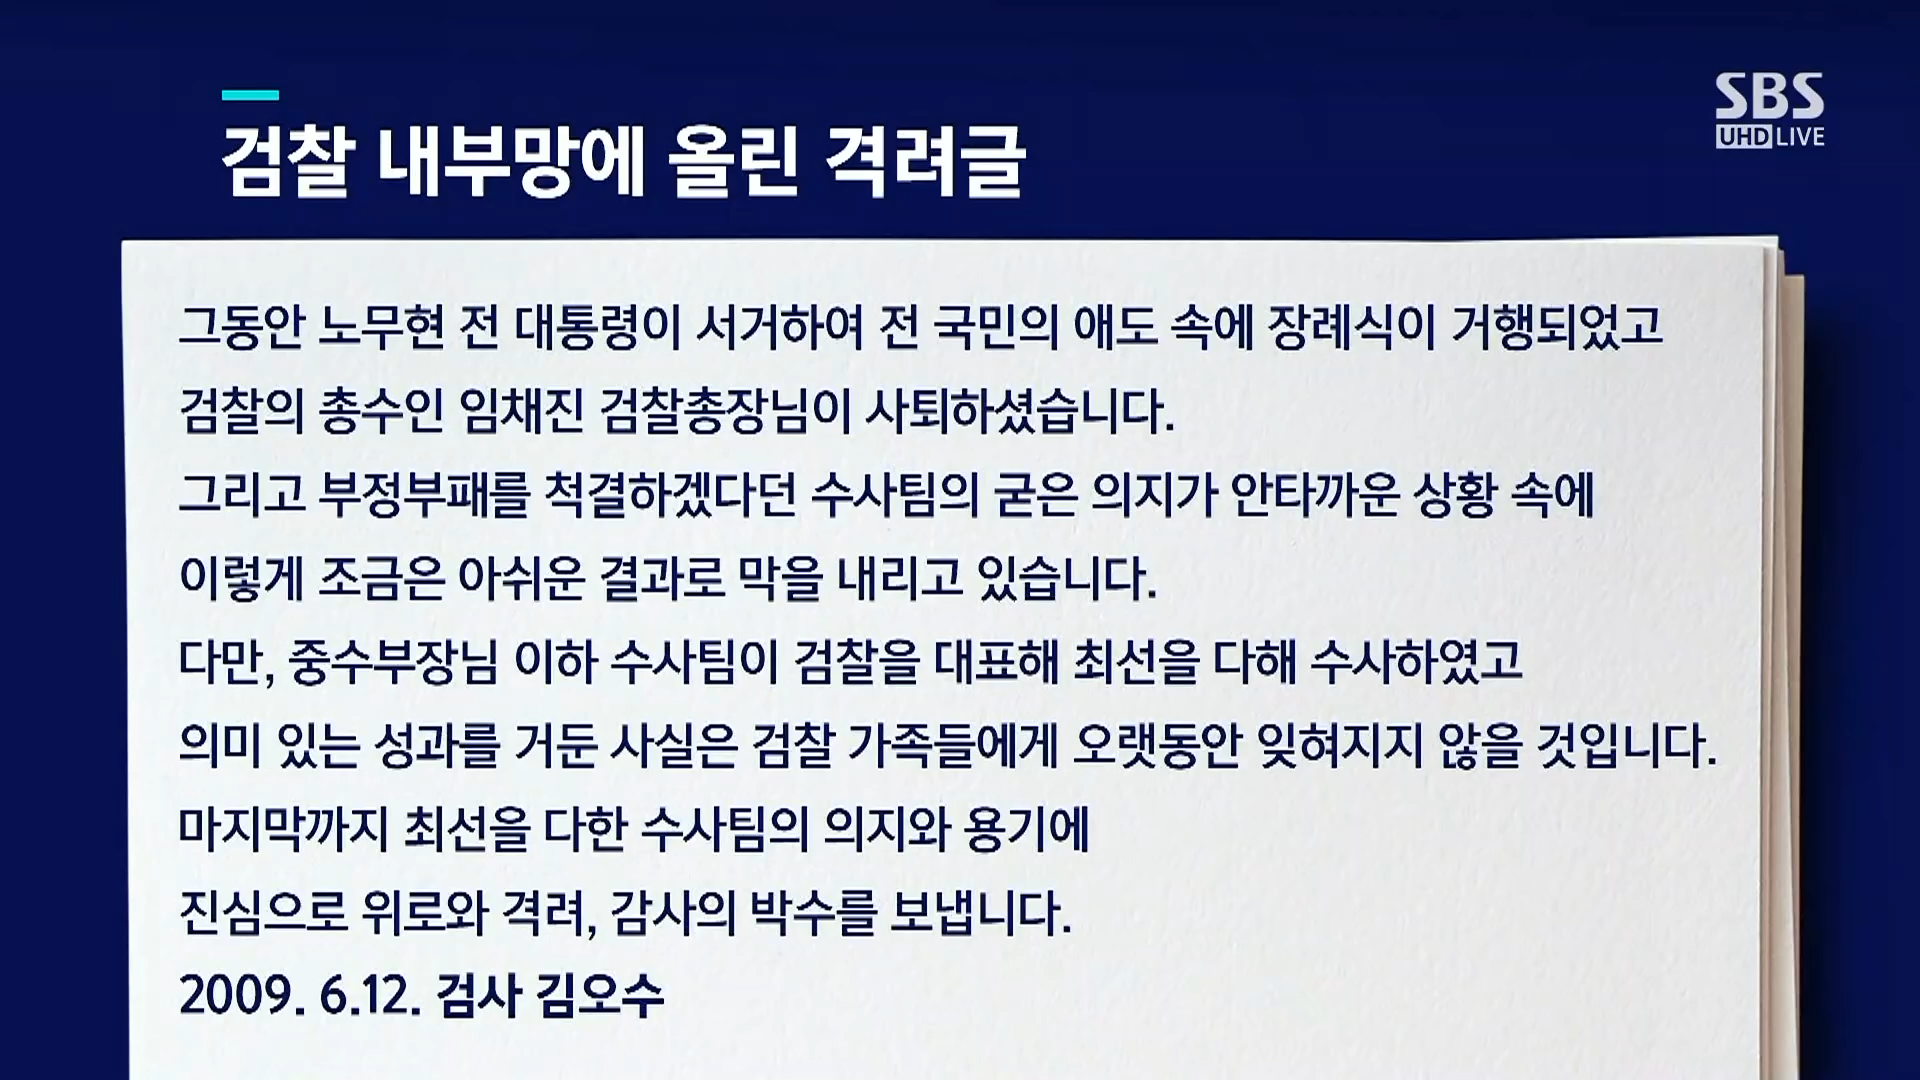 검찰 내부망에 올린 격려글
SBS
UHD LIVE
그동안 노무현 전 대통령이 서거하여 전 국민의 애도 속에 장례식이 거행되었고
검찰의 총수인 임채진 검찰총장님이 사퇴하셨습니다.
그리고 부정부패를 척결하겠다던 수사팀의 굳은 의지가 안타까운 상황 속에
이렇게 조금은 아쉬운 결과로 막을 내리고 있습니다.
다만, 중수부장님 이하 수사팀이 검찰을 대표해 최선을 다해 수사하였고
의미 있는 성과를 거둔 사실은 검찰 가족들에게 오랫동안 잊혀지지 않을 것입니다.
마지막까지 최선을 다한 수사팀의 의지와 용기에
진심으로 위로와 격려, 감사의 박수를 보냅니다.
2009. 6.12. 검사 김오수